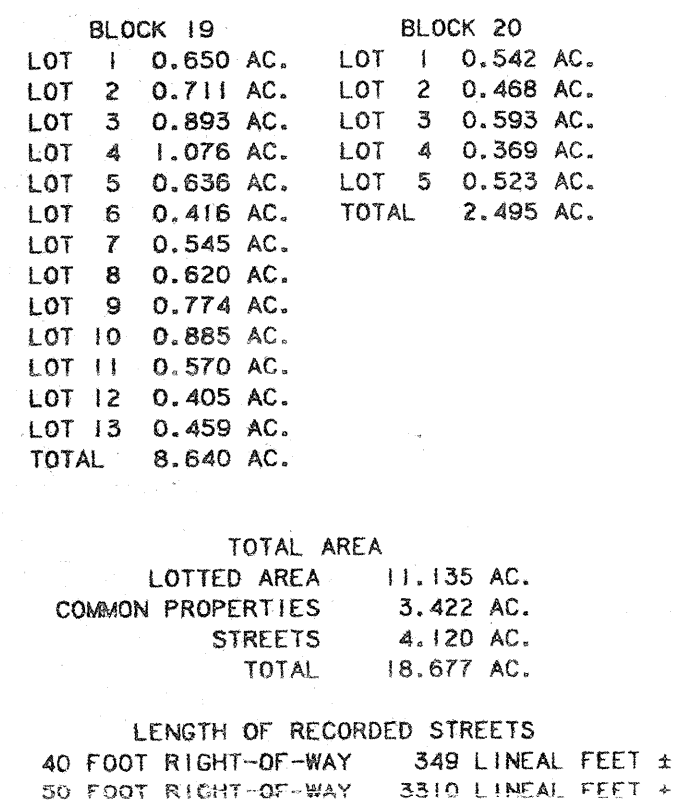 BLOCK 19
LOT 1 0.650 AC.
LOT 2 0.711 AC.
LOT 3 0.893 AC.
LOT 4 1.076 AC.
LOT 5 0.636 AC.
LOT 6 0.416 AC.
LOT 7 0.545 AC.
LOT 8 0.620 AC.
LOT 9 0.774 AC.
LOT 10 0.885 AC.
LOT 11 0.570 AC.
LOT 12 0.405 AC.
LOT 13 0.459 AC.
TOTAL 8.640 AC.
BLOCK 20
LOT 1 0.542 AC.
LOT 2 0.468 AC.
LOT 3 0.593 AC.
LOT 4 0.369 AC.
LOT 5 0.523 AC.
TOTAL 2.495 AC.
TOTAL AREA
LOTTED AREA 11.135 AC.
COMMON PROPERTIES 3.422 AC.
STREETS 4.120 AC.
TOTAL 18.677 AC.
LENGTH OF RECORDED STREETS
40 FOOT RIGHT-OF-WAY 349 LINEAL FEET ±
50 FOOT RIGHT-OF-WAY 3310 LINEAL FEET ±